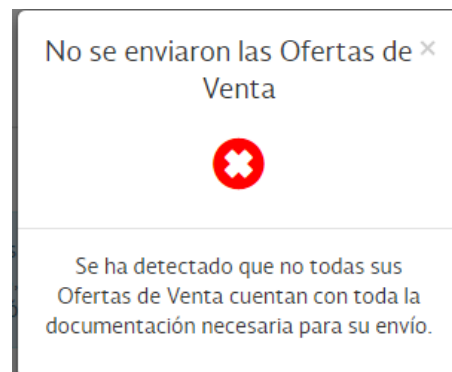 No se enviaron las Ofertas de ×
Venta
Se ha detectado que no todas sus
Ofertas de Venta cuentan con toda la
documentación necesaria para su envío.